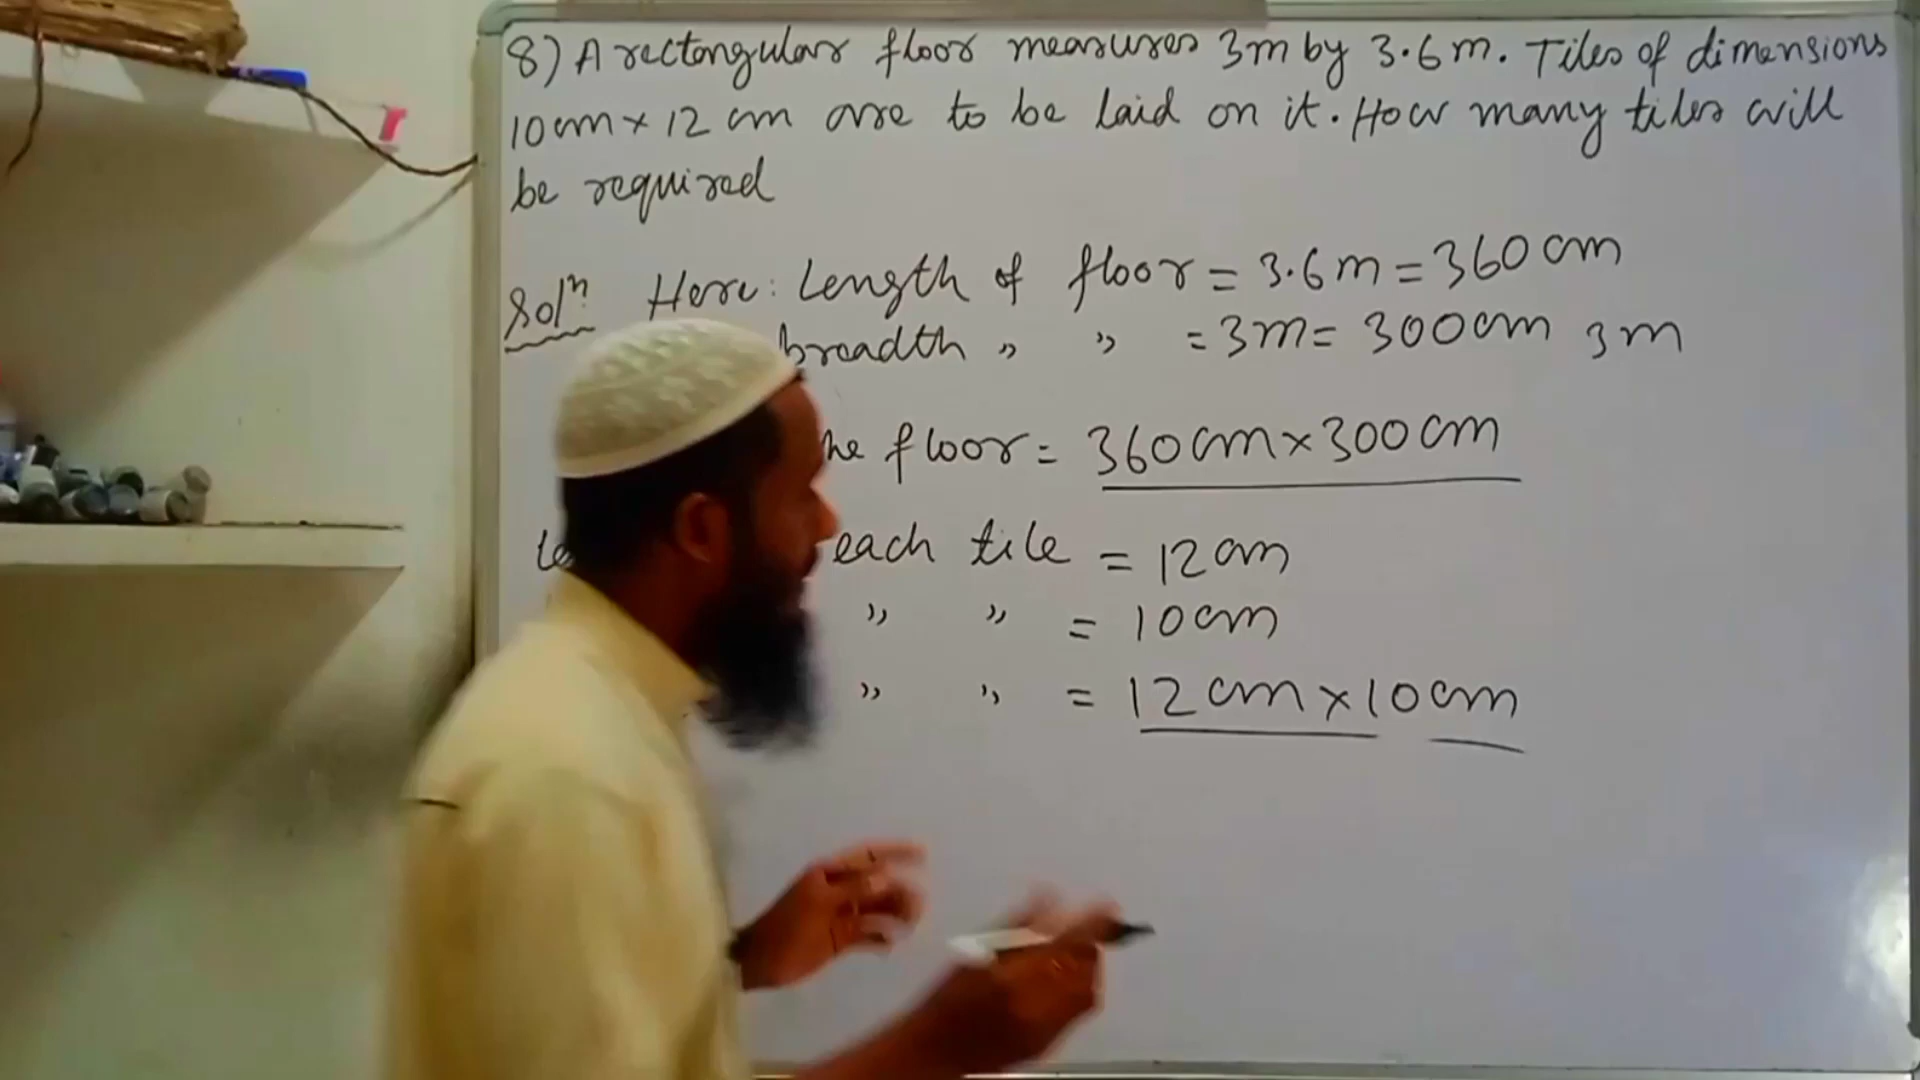 8) A rectangular floor measures 3m by 3.6m. Tiles of dimensions
10cm x 12 cm are to be laid on it. How many tiles will
be required
Solⁿ Here: Length of floor = 3.6m = 360cm
breadth " " = 3m = 300cm 3m
floor = 360cm x 300cm
each tile = 12cm
" " = 10cm
" " = 12cm x 10cm